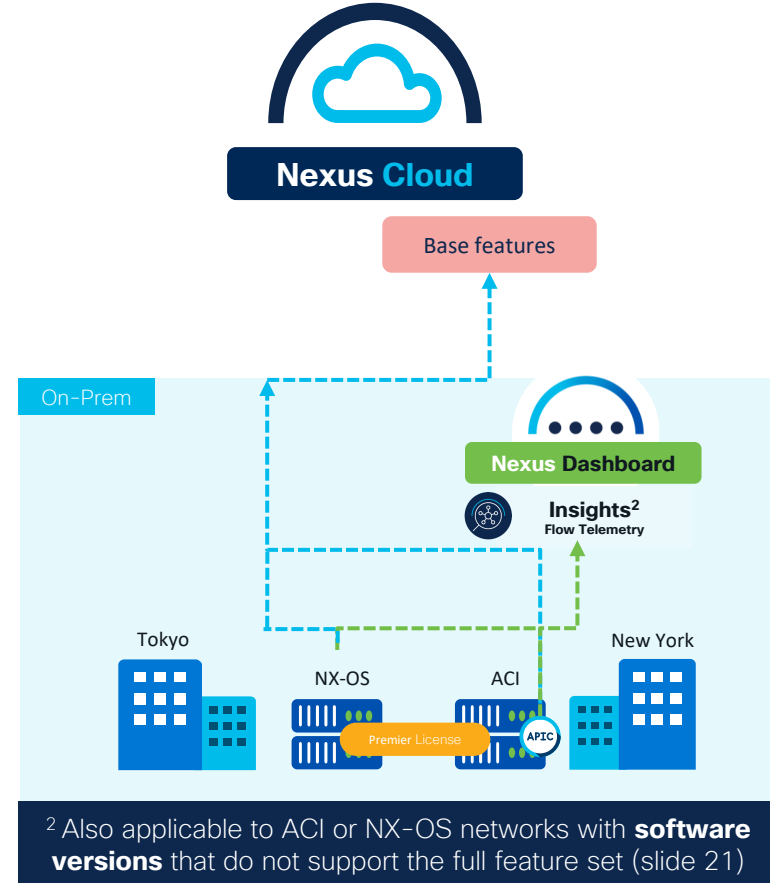 Nexus Cloud
Base features
On-Prem
Nexus Dashboard
Insights²
Flow Telemetry
Tokyo
New York
NX-OS
ACI
Premier License
APIC
² Also applicable to ACI or NX-OS networks with software
versions that do not support the full feature set (slide 21)